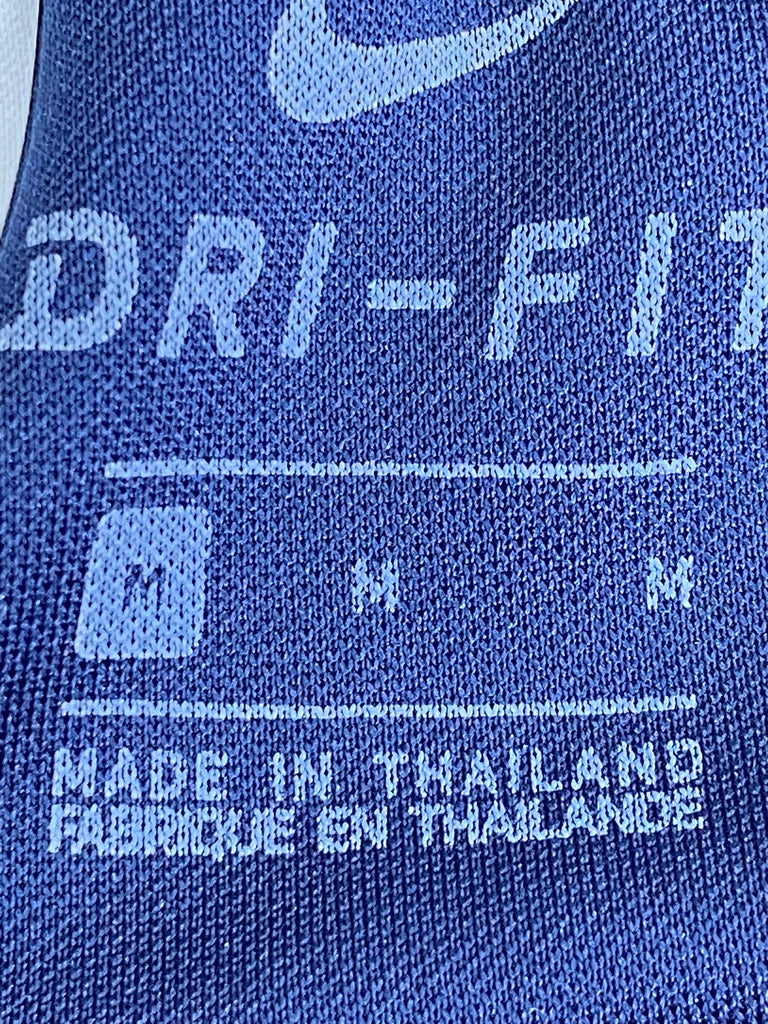 DRI-FIT
M M M
MADE IN THAILAND
FABRIQUE EN THAILANDE